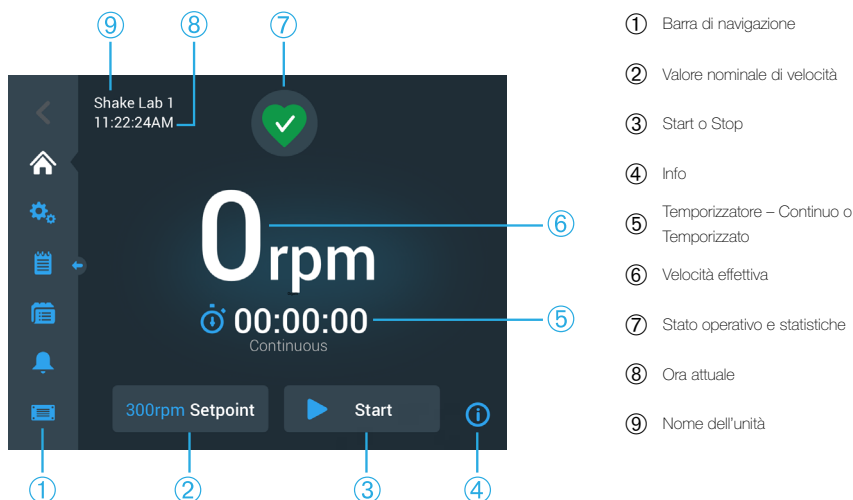 ⑨ ⑧ ⑦
Shake Lab 1
11:22:24AM
0rpm
⑥
00:00:00
⑤
Continuous
300rpm Setpoint
Start
① ② ③ ④
① Barra di navigazione
② Valore nominale di velocità
③ Start o Stop
④ Info
⑤ Temporizzatore – Continuo o
Temporizzato
⑥ Velocità effettiva
⑦ Stato operativo e statistiche
⑧ Ora attuale
⑨ Nome dell'unità